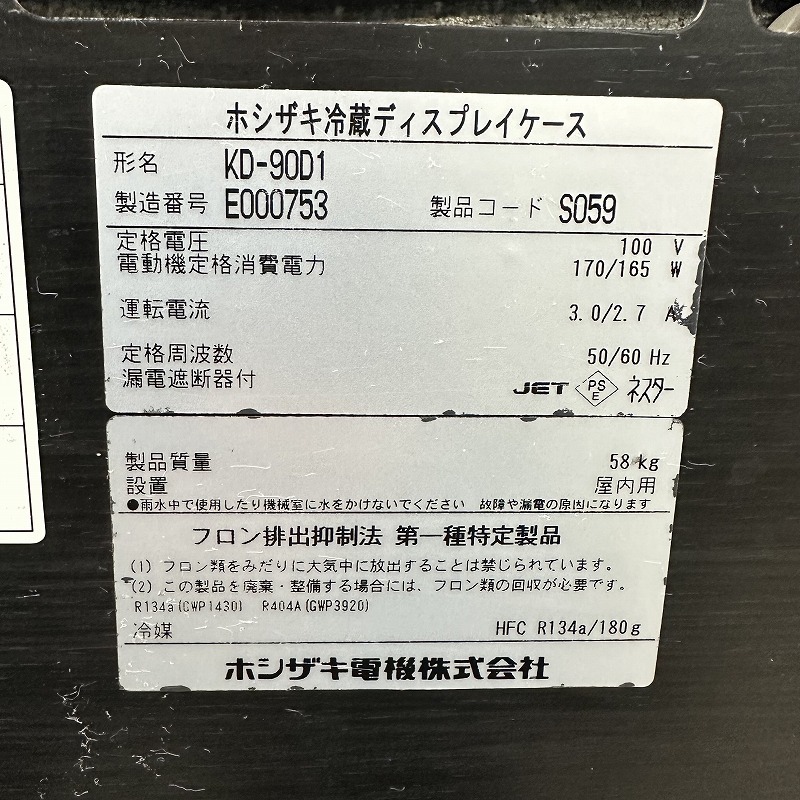 ホシザキ冷蔵ディスプレイケース
形名 KD-90D1
製造番号 E000753 製品コード S059
定格電圧 100 V
電動機定格消費電力 170/165 W
運転電流 3.0/2.7 A
定格周波数 50/60 Hz
漏電遮断器付 JET PS E ネスター
製品質量 58 kg
設置 屋内用
●雨水中で使用したり機械室に水をかけないでください 故障や漏電の原因になります
フロン排出抑制法 第一種特定製品
(1) フロン類をみだりに大気中に放出することは禁じられています。
(2) この製品を廃棄・整備する場合には、フロン類の回収が必要です。
R134a(GWP1430) R404A(GWP3920)
冷媒 HFC R134a/180g
ホシザキ電機株式会社